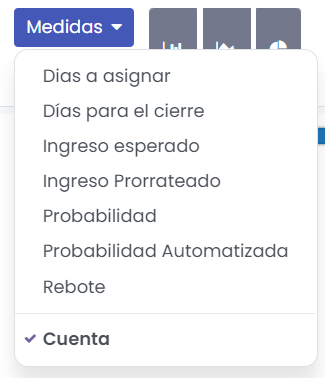 Medidas
Dias a asignar
Días para el cierre
Ingreso esperado
Ingreso Prorrateado
Probabilidad
Probabilidad Automatizada
Rebote
Cuenta